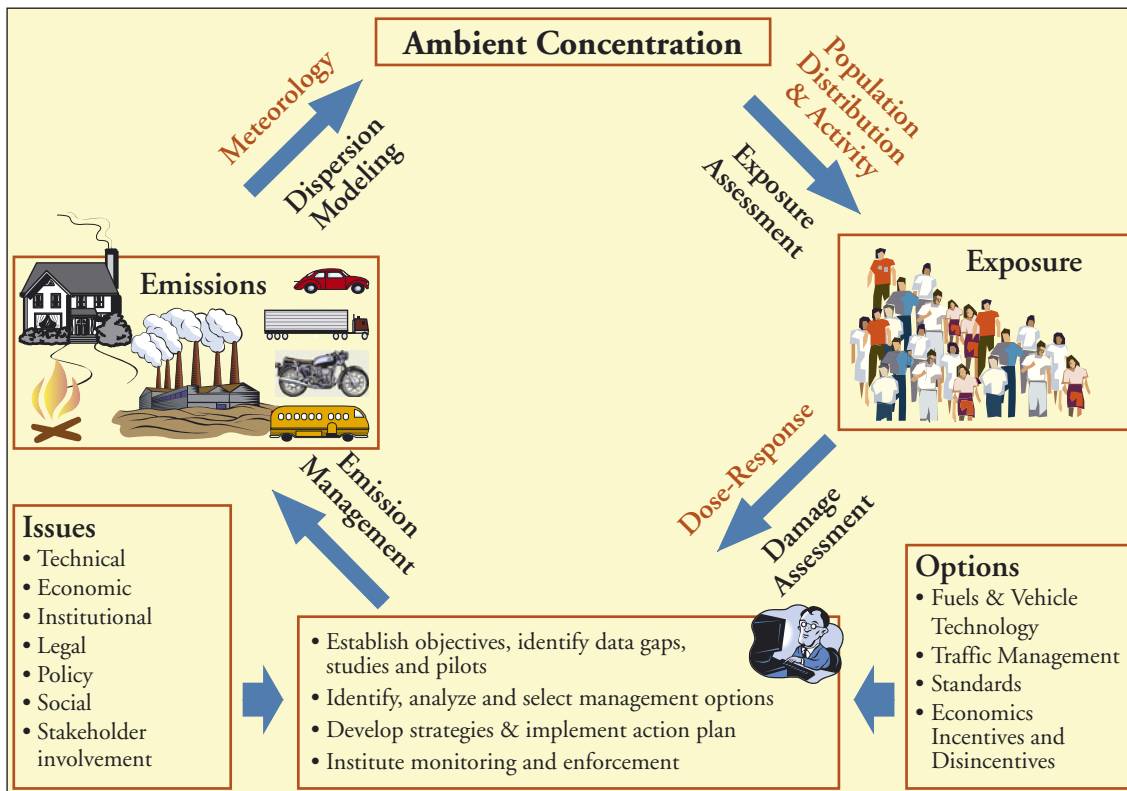 Ambient Concentration
Meteorology
Dispersion
Modeling
Population
Distribution
& Activity
Exposure
Assessment
Emissions
Exposure
Dose-Response
Damage
Assessment
Emission
Management
Issues
• Technical
• Economic
• Institutional
• Legal
• Policy
• Social
• Stakeholder
involvement
• Establish objectives, identify data gaps,
studies and pilots
• Identify, analyze and select management options
• Develop strategies & implement action plan
• Institute monitoring and enforcement
Options
• Fuels & Vehicle
Technology
• Traffic Management
• Standards
• Economics
Incentives and
Disincentives